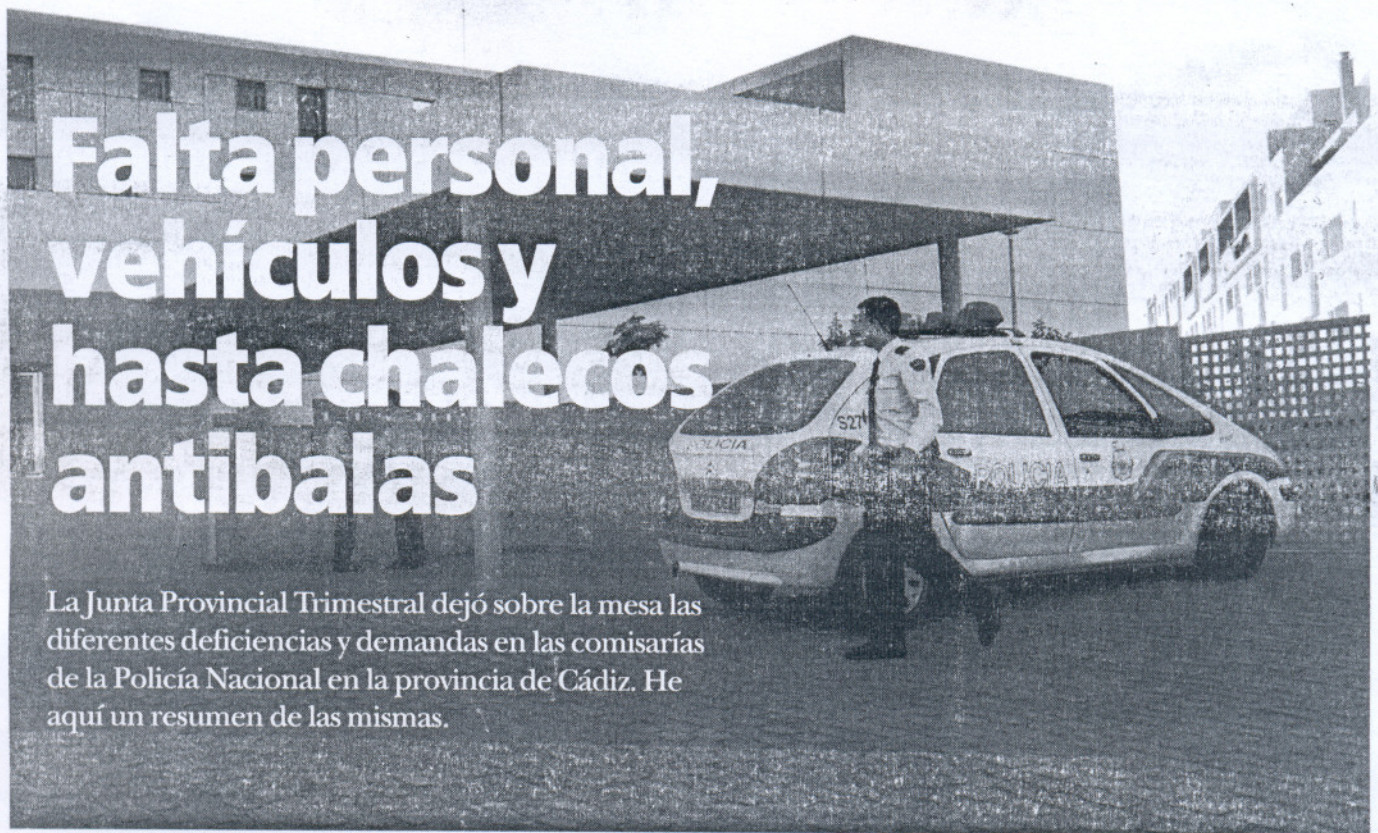 Falta personal,
vehículos y
hasta chalecos
antibalas
S27
POLICIA
POLICIA
La Junta Provincial Trimestral dejó sobre la mesa las
diferentes deficiencias y demandas en las comisarías
de la Policía Nacional en la provincia de Cádiz. He
aquí un resumen de las mismas.